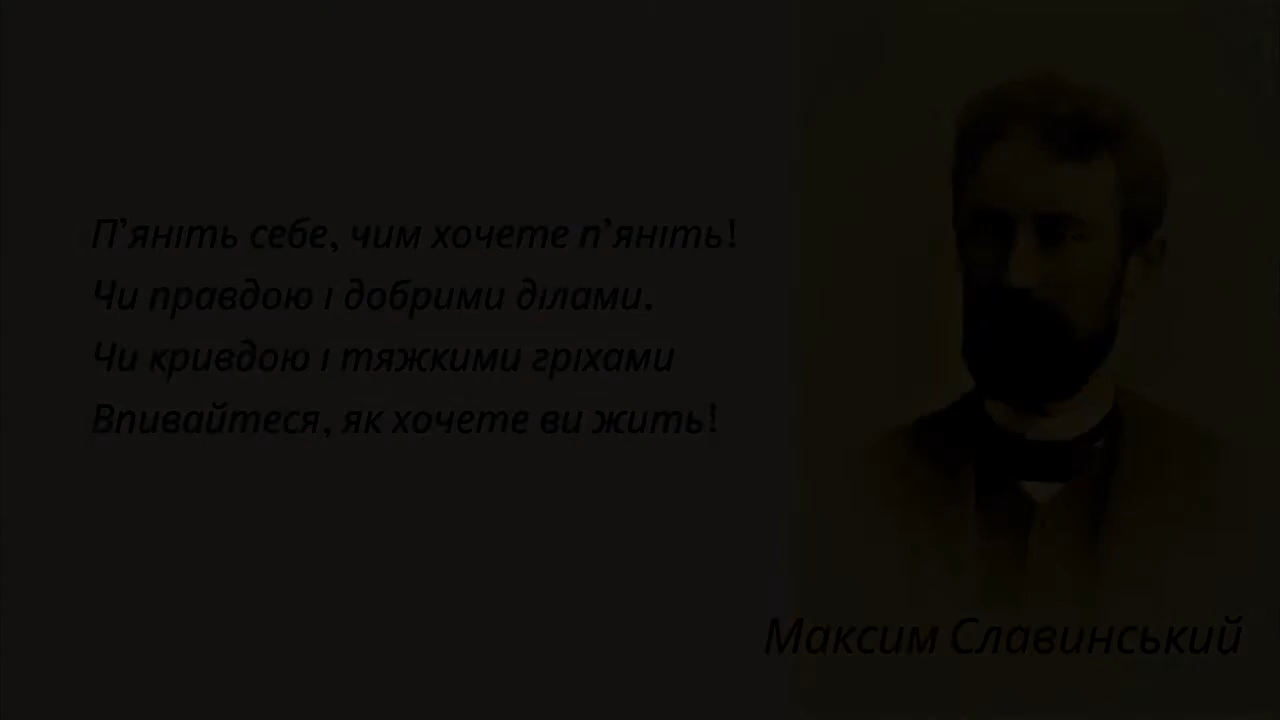 П’яніть себе, чим хочете п’яніть!
Чи правдою і добрими ділами.
Чи кривдою і тяжкими гріхами
Впивайтеся, як хочете ви жить!
Максим Славинський